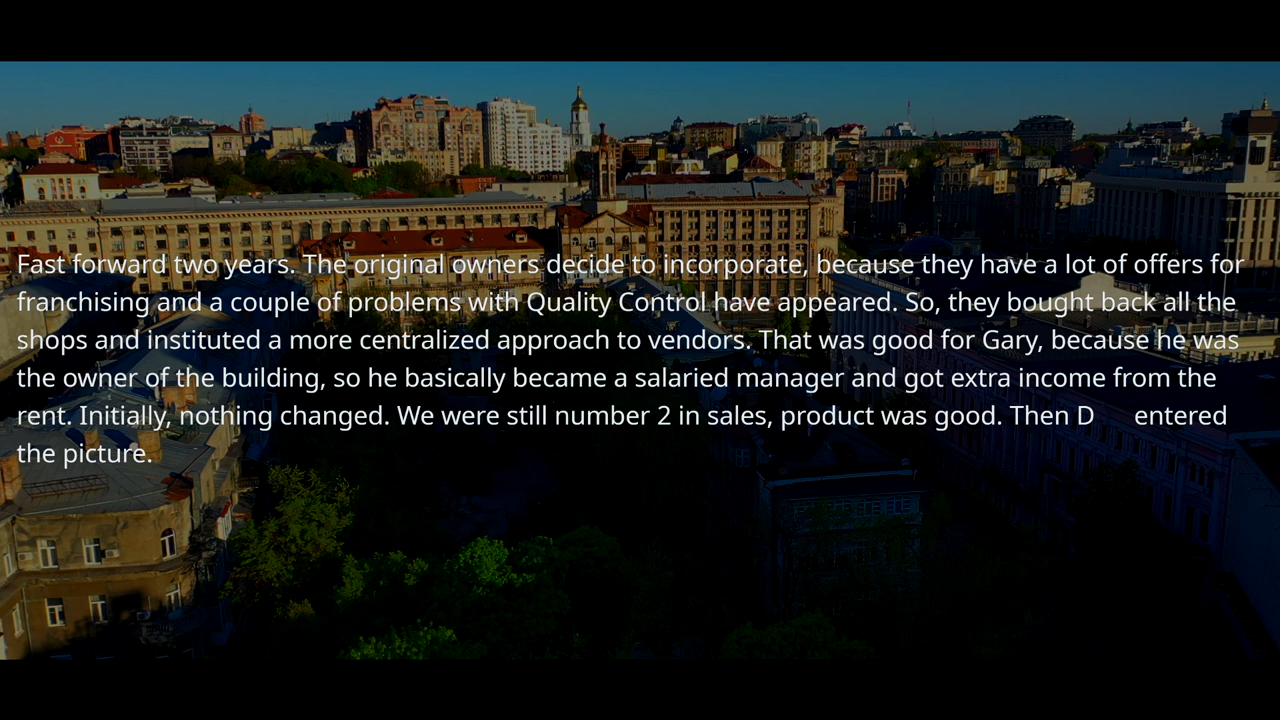 Fast forward two years. The original owners decide to incorporate, because they have a lot of offers for
franchising and a couple of problems with Quality Control have appeared. So, they bought back all the
shops and instituted a more centralized approach to vendors. That was good for Gary, because he was
the owner of the building, so he basically became a salaried manager and got extra income from the
rent. Initially, nothing changed. We were still number 2 in sales, product was good. Then D entered
the picture.